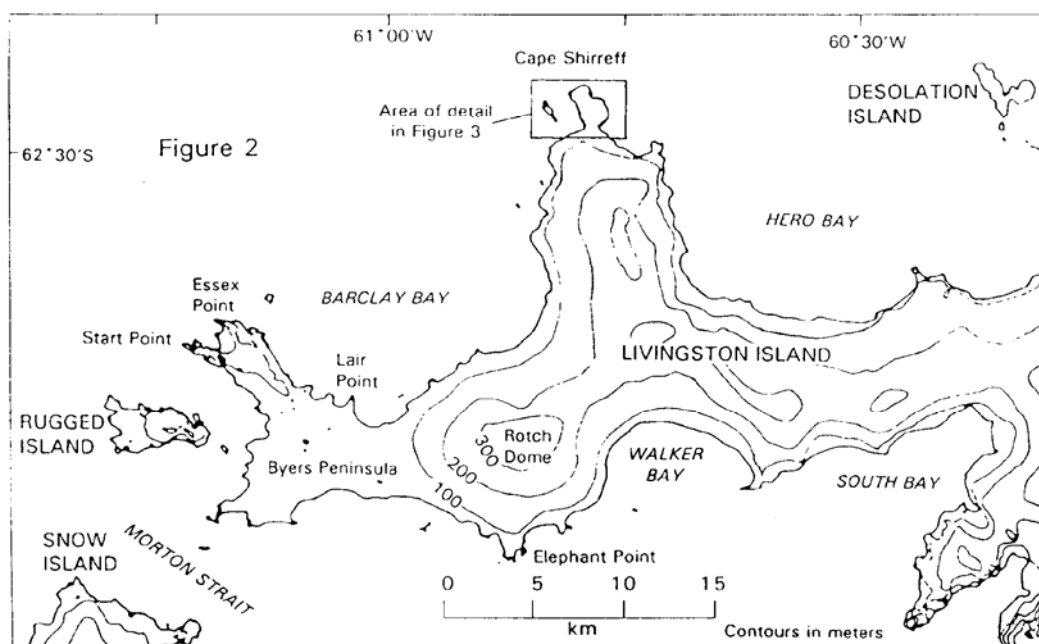 61°00'W
60°30'W
Cape Shirreff
DESOLATION
ISLAND
Area of detail
in Figure 3
62°30'S
Figure 2
HERO BAY
Essex
Point
BARCLAY BAY
Start Point
Lair
Point
LIVINGSTON ISLAND
RUGGED
ISLAND
Rotch
Dome
300
200
100
WALKER
BAY
Byers Peninsula
SOUTH BAY
SNOW
ISLAND
MORTON STRAIT
Elephant Point
0 5 10 15
km
Contours in meters